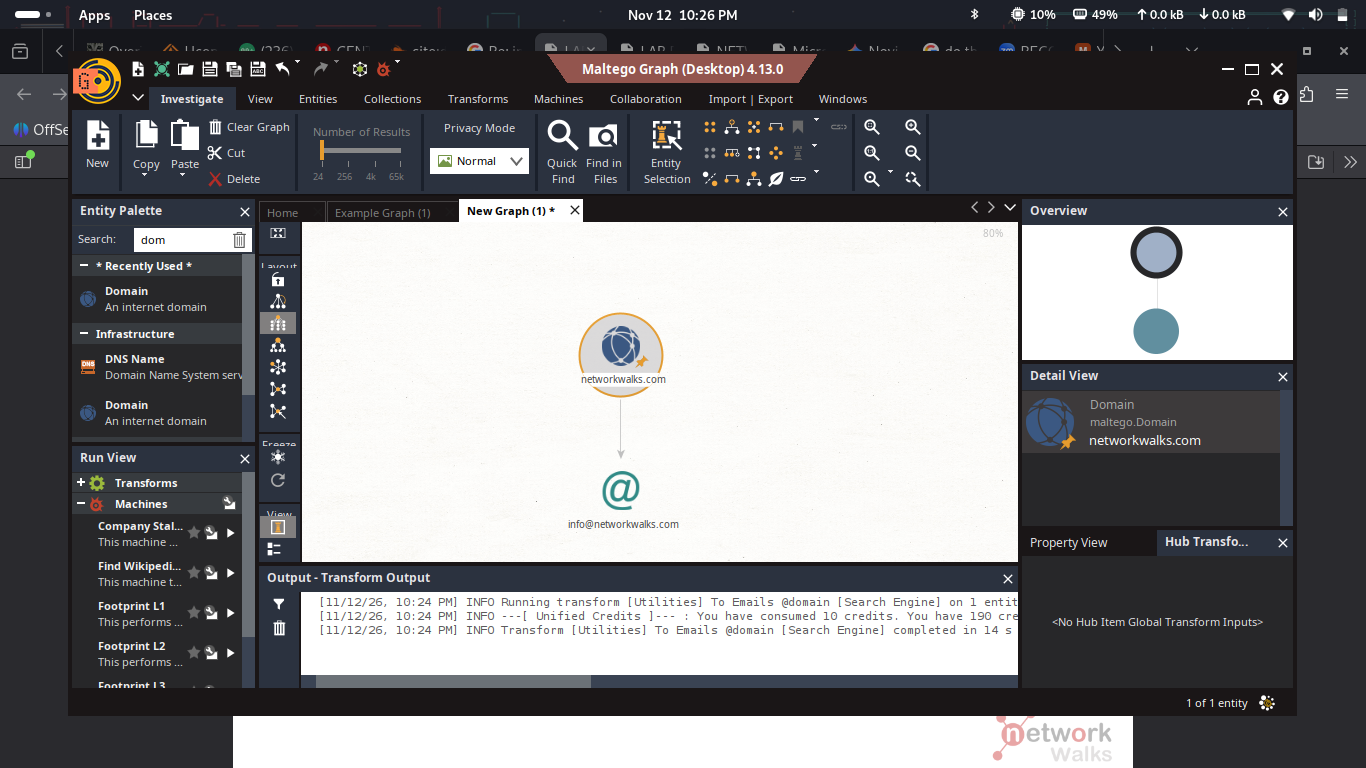 Apps Places Nov 12 10:26 PM 10% 49% 0.0 kB 0.0 kB
Maltego Graph (Desktop) 4.13.0
Investigate View Entities Collections Transforms Machines Collaboration Import | Export Windows
OffSe
New
Copy
Paste
Clear Graph
Cut
Delete
Number of Results
24 256 4k 65k
Privacy Mode
Normal
Quick Find
Find in Files
Entity Selection
Entity Palette
Search: dom
* Recently Used *
Domain
An internet domain
Infrastructure
DNS Name
Domain Name System serv
Domain
An internet domain
Run View
Transforms
Machines
Company Stal...
This machine ...
Find Wikipedi...
This machine t...
Footprint L1
This performs ...
Footprint L2
This performs ...
Footprint L3
Home Example Graph (1) New Graph (1) *
Layout
Freeze
View
80%
networkwalks.com
@
info@networkwalks.com
Output - Transform Output
[11/12/26, 10:24 PM] INFO Running transform [Utilities] To Emails @domain [Search Engine] on 1 entit
[11/12/26, 10:24 PM] INFO ---[ Unified Credits ]--- : You have consumed 10 credits. You have 190 cre
[11/12/26, 10:24 PM] INFO Transform [Utilities] To Emails @domain [Search Engine] completed in 14 s
Overview
Detail View
Domain
maltego.Domain
networkwalks.com
Property View Hub Transfo...
<No Hub Item Global Transform Inputs>
1 of 1 entity
network
Walks